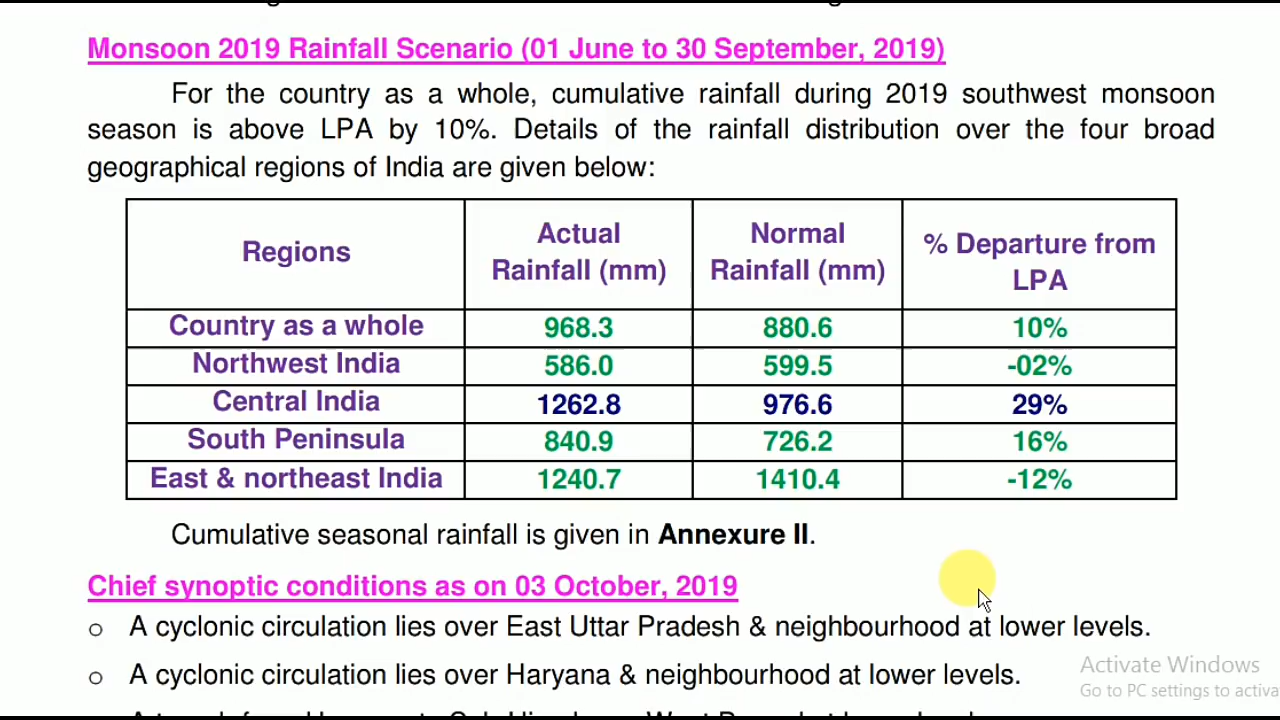 Monsoon 2019 Rainfall Scenario (01 June to 30 September, 2019)
For the country as a whole, cumulative rainfall during 2019 southwest monsoon
season is above LPA by 10%. Details of the rainfall distribution over the four broad
geographical regions of India are given below:
Regions Actual Rainfall (mm) Normal Rainfall (mm) % Departure from LPA
Country as a whole 968.3 880.6 10%
Northwest India 586.0 599.5 -02%
Central India 1262.8 976.6 29%
South Peninsula 840.9 726.2 16%
East & northeast India 1240.7 1410.4 -12%
Cumulative seasonal rainfall is given in Annexure II.
Chief synoptic conditions as on 03 October, 2019
o A cyclonic circulation lies over East Uttar Pradesh & neighbourhood at lower levels.
o A cyclonic circulation lies over Haryana & neighbourhood at lower levels.
Activate Windows
Go to PC settings to activa